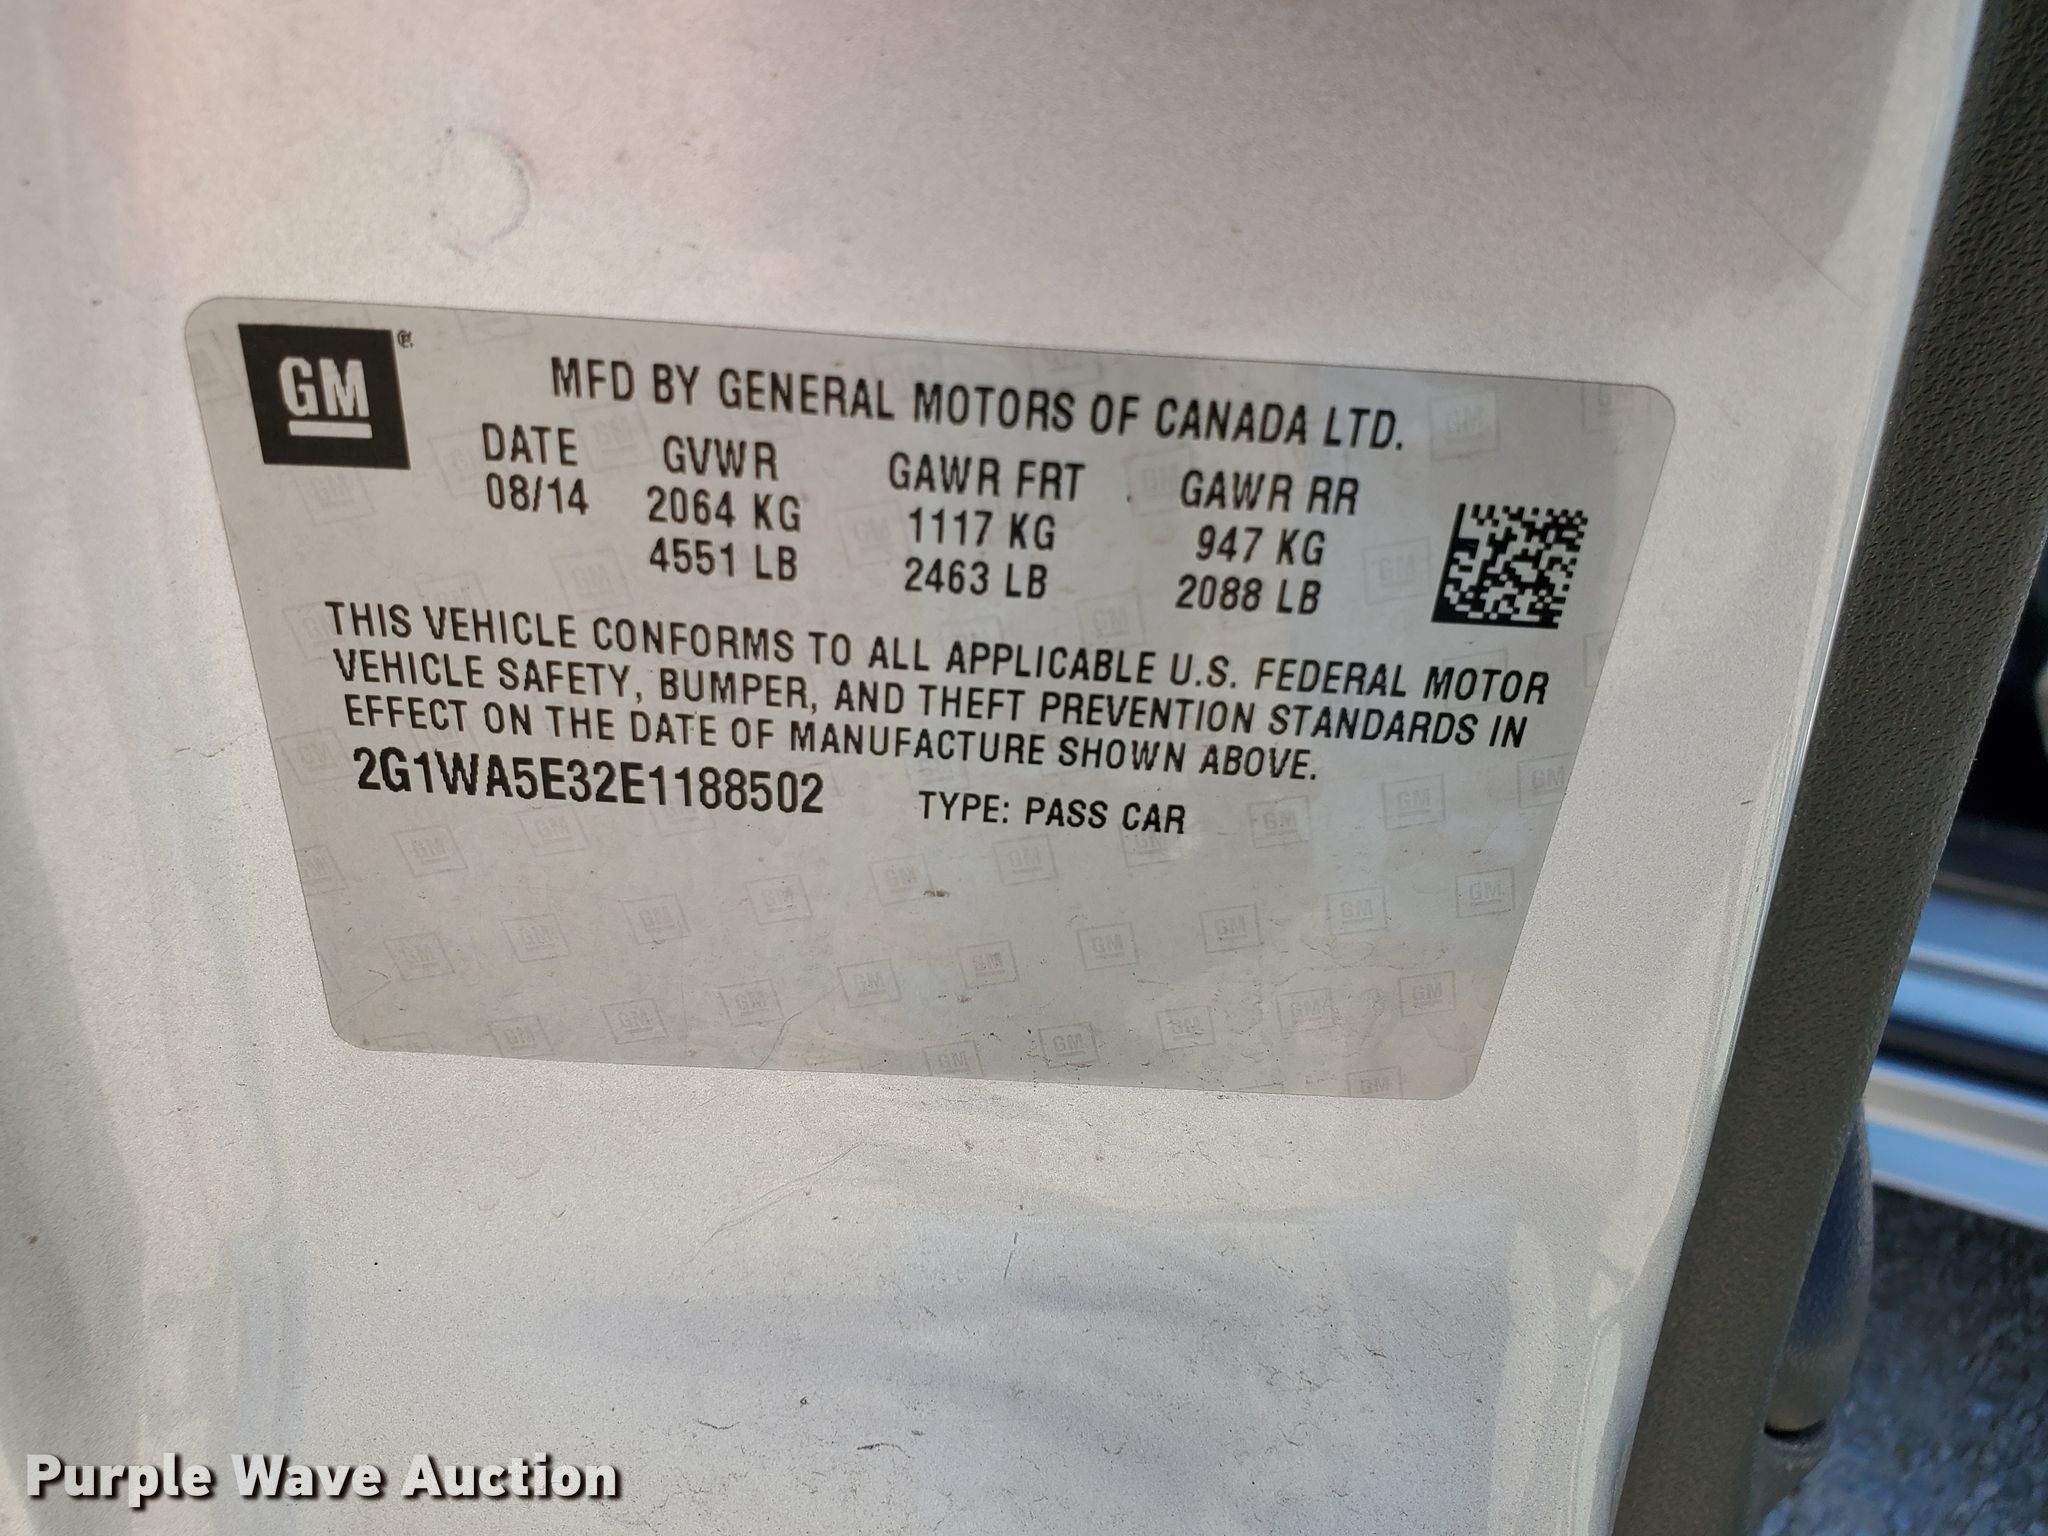 GM
MFD BY GENERAL MOTORS OF CANADA LTD.
DATE GVWR GAWR FRT GAWR RR
08/14 2064 KG 1117 KG 947 KG
4551 LB 2463 LB 2088 LB
THIS VEHICLE CONFORMS TO ALL APPLICABLE U.S. FEDERAL MOTOR
VEHICLE SAFETY, BUMPER, AND THEFT PREVENTION STANDARDS IN
EFFECT ON THE DATE OF MANUFACTURE SHOWN ABOVE.
2G1WA5E32E1188502 TYPE: PASS CAR
Purple Wave Auction